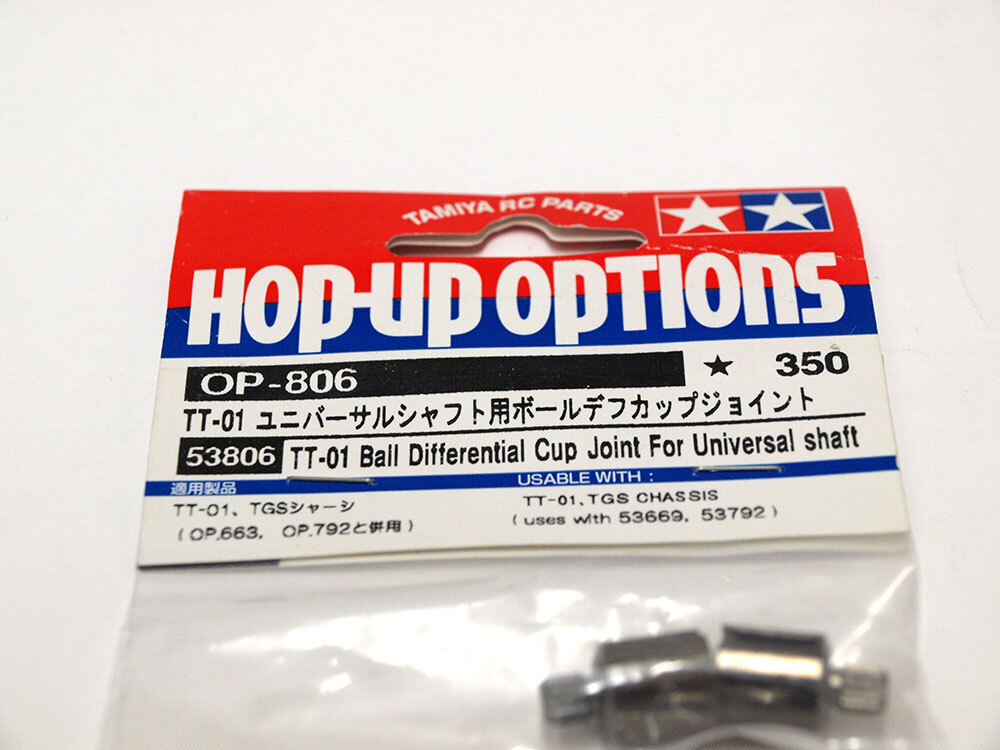 TAMIYA RC PARTS
HOP-UP OPTIONS
OP-806 ★ 350
TT-01 ユニバーサルシャフト用ボールデフカップジョイント
53806 TT-01 Ball Differential Cup Joint For Universal shaft
適用製品
TT-01、TGSシャーシ
(OP.663, OP.792と併用)
USABLE WITH :
TT-01, TGS CHASSIS
(uses with 53669, 53792)